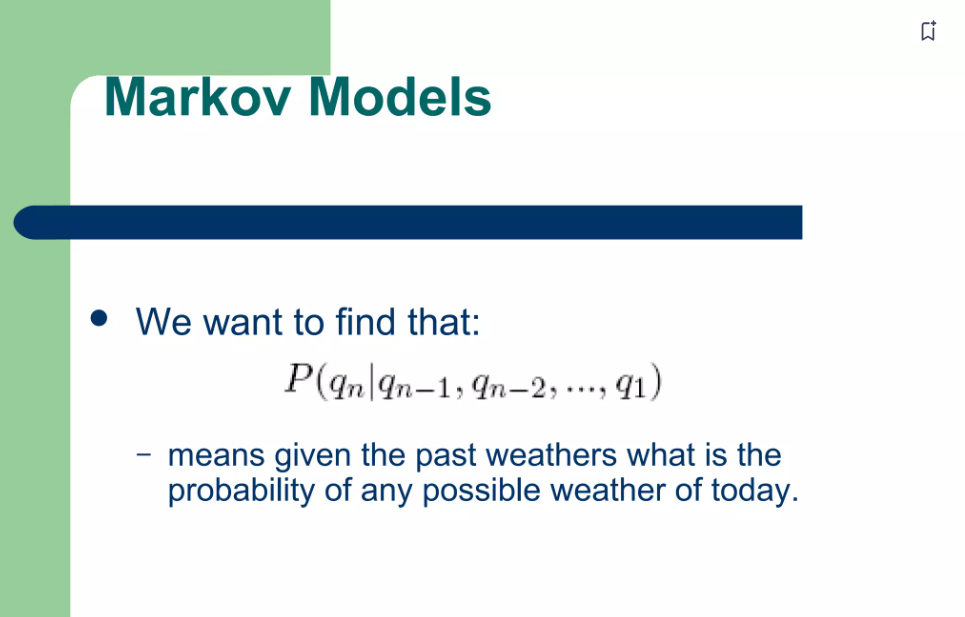 Markov Models
• We want to find that:
P(qₙ|qₙ₋₁, qₙ₋₂, ..., q₁)
– means given the past weathers what is the
probability of any possible weather of today.